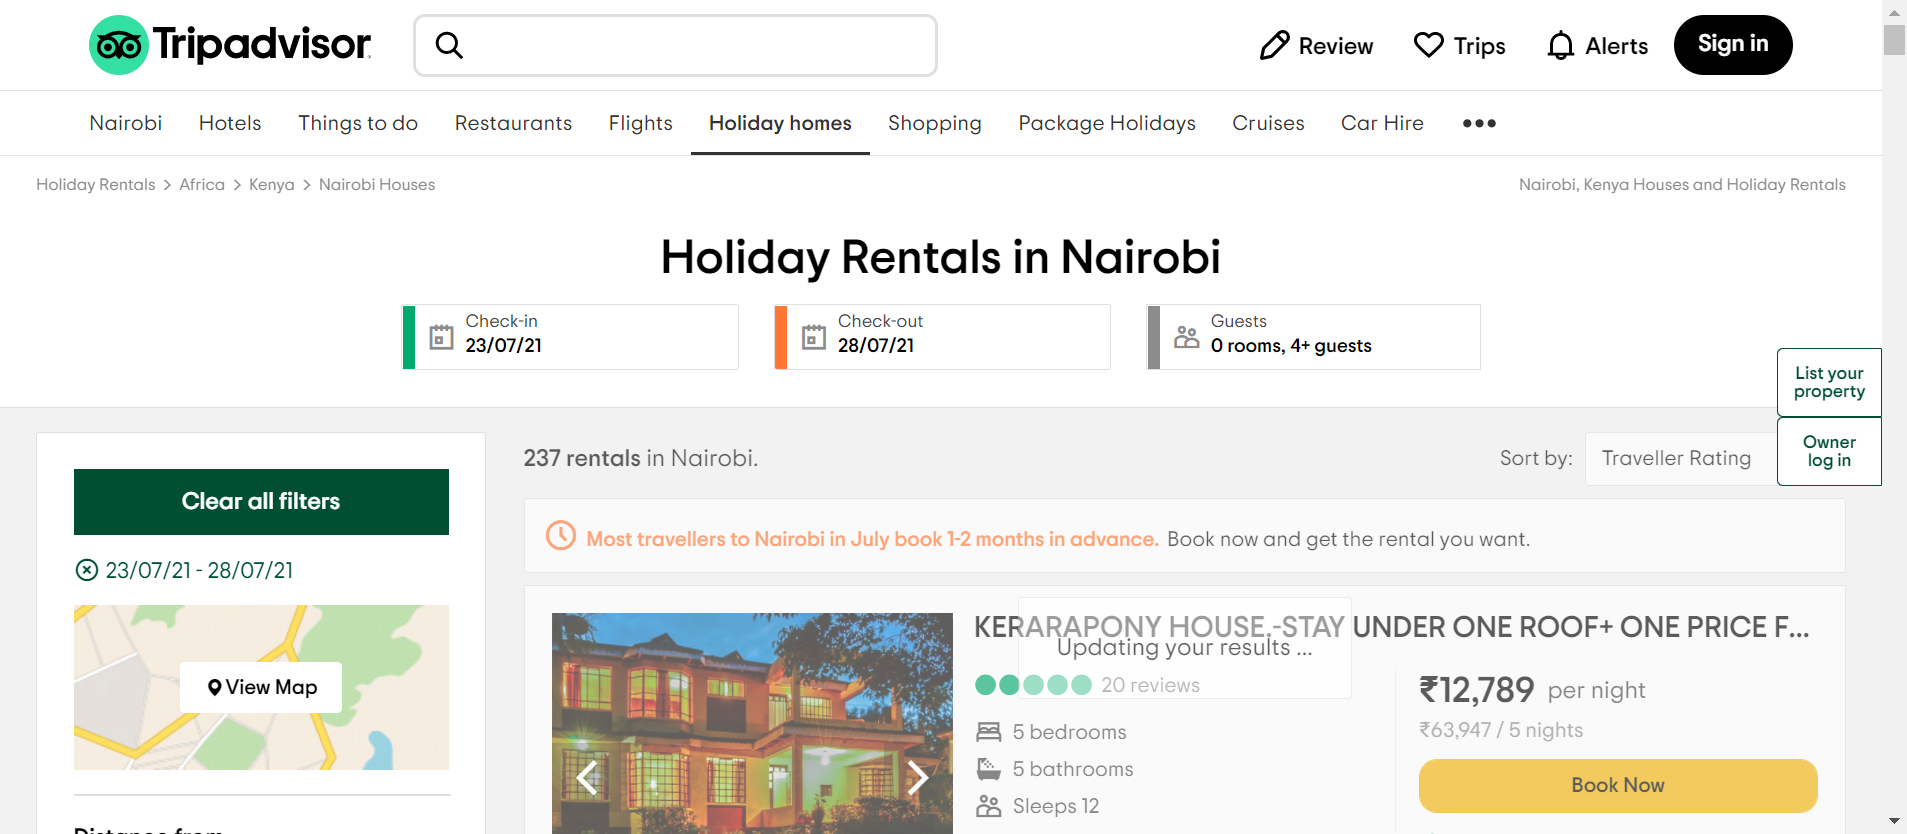 Tripadvisor
Review
Trips
Alerts
Sign in
Nairobi
Hotels
Things to do
Restaurants
Flights
Holiday homes
Shopping
Package Holidays
Cruises
Car Hire
Holiday Rentals > Africa > Kenya > Nairobi Houses
Nairobi, Kenya Houses and Holiday Rentals
Holiday Rentals in Nairobi
Check-in
23/07/21
Check-out
28/07/21
Guests
0 rooms, 4+ guests
List your
property
Owner
log in
Clear all filters
23/07/21 - 28/07/21
View Map
Distance from
237 rentals in Nairobi.
Sort by:
Traveller Rating
Most travellers to Nairobi in July book 1-2 months in advance. Book now and get the rental you want.
KERARAPONY HOUSE.-STAY UNDER ONE ROOF+ ONE PRICE F...
Updating your results ...
20 reviews
5 bedrooms
5 bathrooms
Sleeps 12
₹12,789 per night
₹63,947 / 5 nights
Book Now